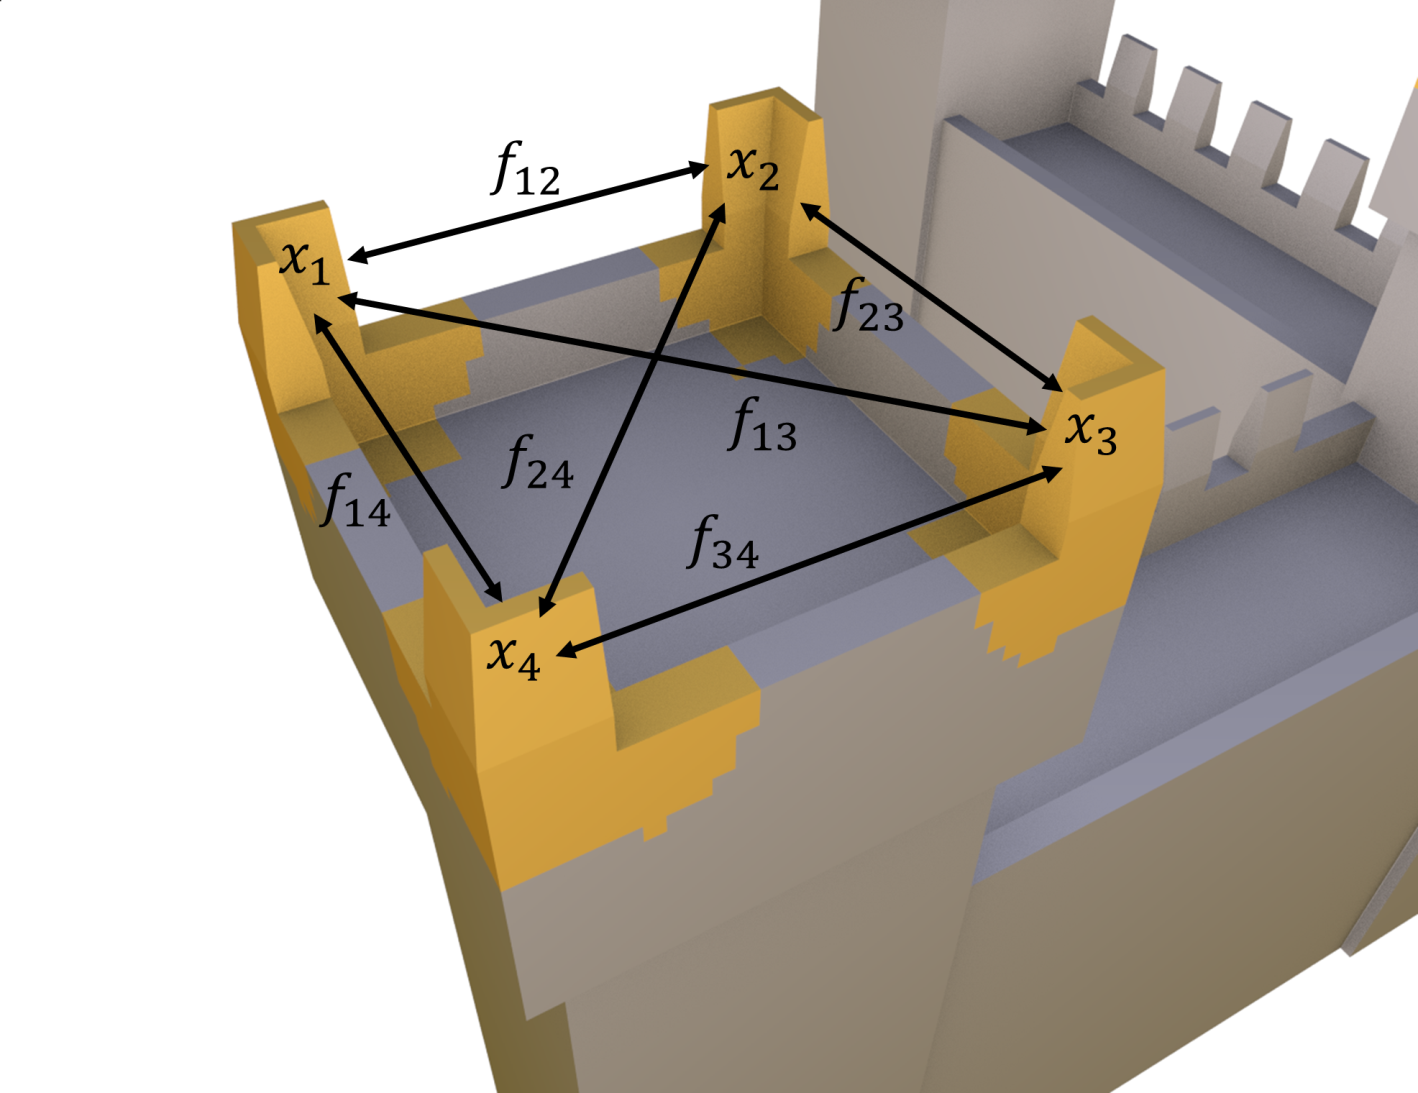 f₁₂
x₂
x₁
f₂₃
f₁₃
x₃
f₂₄
f₁₄
f₃₄
x₄